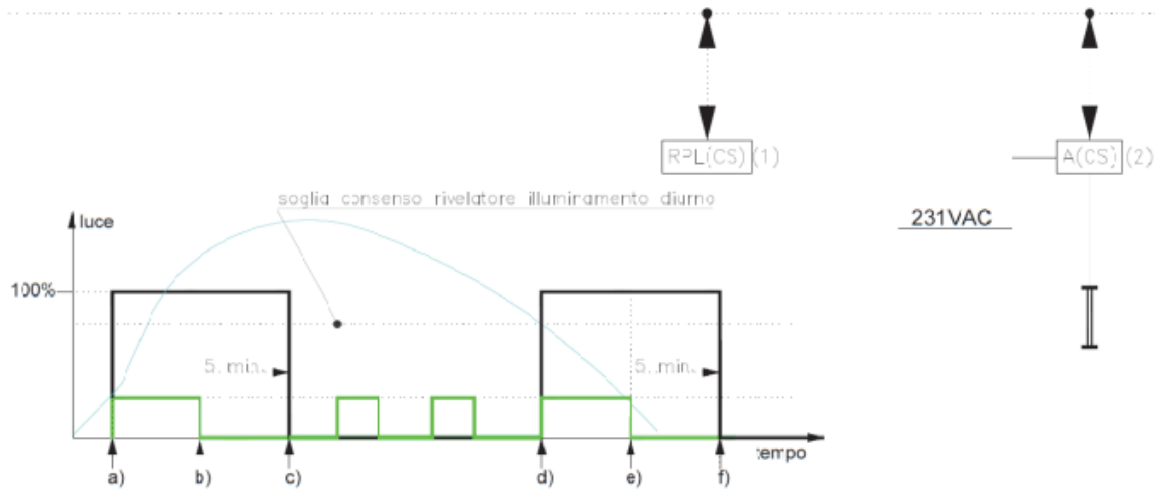 RPL(CS) (1)
A(CS) (2)
soglia consenso rivelatore illuminamento diurno
231VAC
luce
100%
5. min.
5. min.
tempo
a)
b)
c)
d)
e)
f)